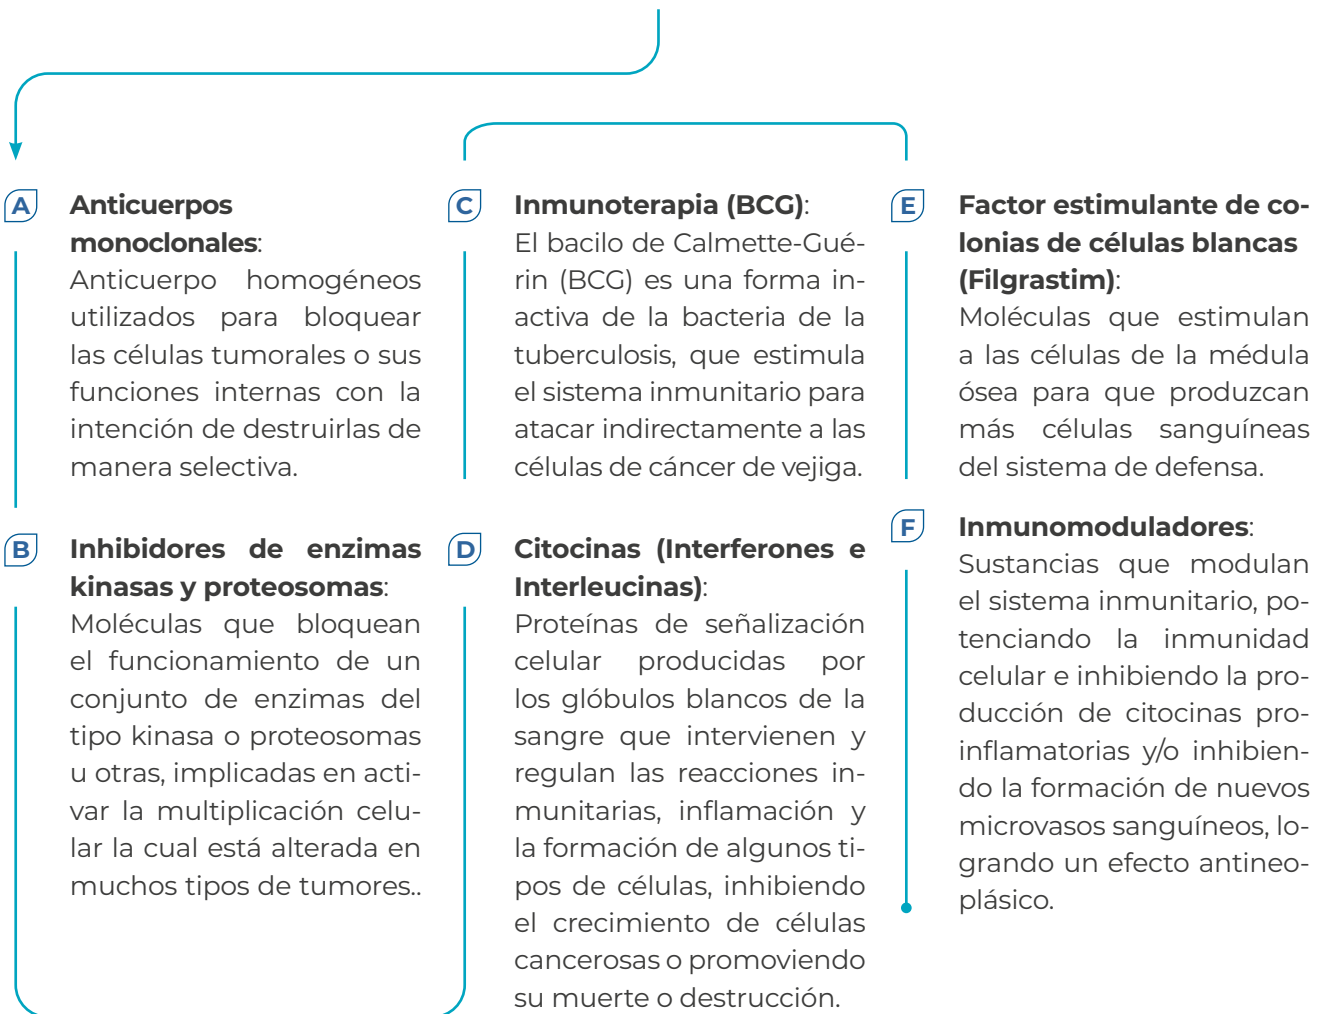 A
Anticuerpos
monoclonales:
Anticuerpo homogéneos
utilizados para bloquear
las células tumorales o sus
funciones internas con la
intención de destruirlas de
manera selectiva.
B
Inhibidores de enzimas
kinasas y proteosomas:
Moléculas que bloquean
el funcionamiento de un
conjunto de enzimas del
tipo kinasa o proteosomas
u otras, implicadas en acti-
var la multiplicación celu-
lar la cual está alterada en
muchos tipos de tumores..
C
Inmunoterapia (BCG):
El bacilo de Calmette-Gué-
rin (BCG) es una forma in-
activa de la bacteria de la
tuberculosis, que estimula
el sistema inmunitario para
atacar indirectamente a las
células de cáncer de vejiga.
D
Citocinas (Interferones e
Interleucinas):
Proteínas de señalización
celular producidas por
los glóbulos blancos de la
sangre que intervienen y
regulan las reacciones in-
munitarias, inflamación y
la formación de algunos ti-
pos de células, inhibiendo
el crecimiento de células
cancerosas o promoviendo
su muerte o destrucción.
E
Factor estimulante de co-
lonias de células blancas
(Filgrastim):
Moléculas que estimulan
a las células de la médula
ósea para que produzcan
más células sanguíneas
del sistema de defensa.
F
Inmunomoduladores:
Sustancias que modulan
el sistema inmunitario, po-
tenciando la inmunidad
celular e inhibiendo la pro-
ducción de citocinas pro-
inflamatorias y/o inhibien-
do la formación de nuevos
microvasos sanguíneos, lo-
grando un efecto antineo-
plásico.